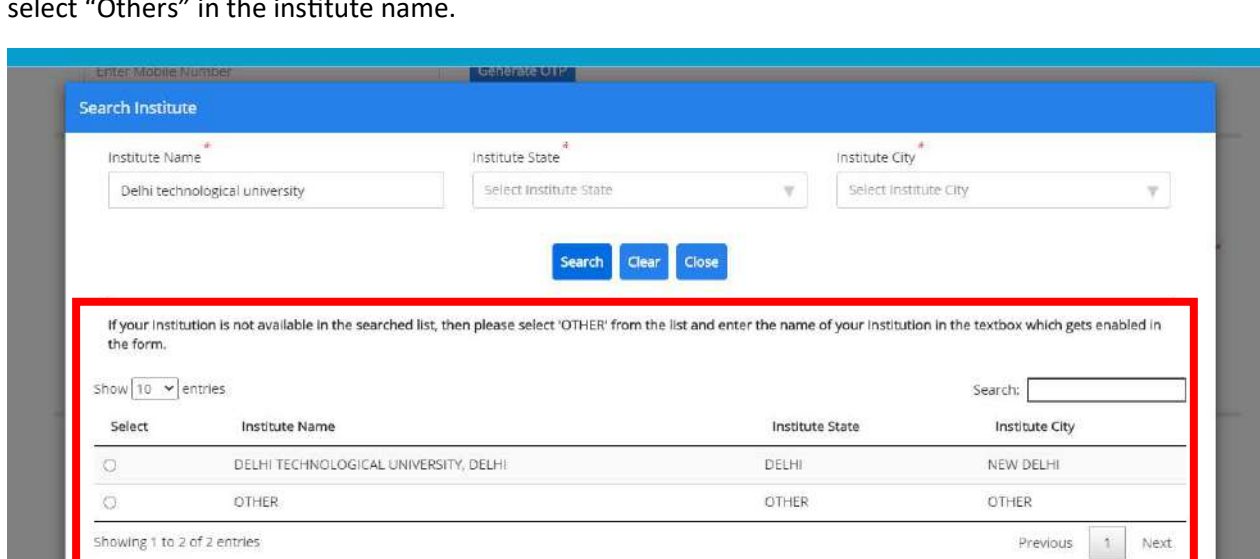 select “Others” in the institute name.
Enter Mobile Number Generate OTP
Search Institute
Institute Name * Institute State * Institute City *
Delhi technological university Select Institute State Select Institute City
Search Clear Close
If your Institution is not available in the searched list, then please select 'OTHER' from the list and enter the name of your Institution in the textbox which gets enabled in
the form.
Show 10 entries Search:
Select Institute Name Institute State Institute City
DELHI TECHNOLOGICAL UNIVERSITY, DELHI DELHI NEW DELHI
OTHER OTHER OTHER
Showing 1 to 2 of 2 entries Previous 1 Next